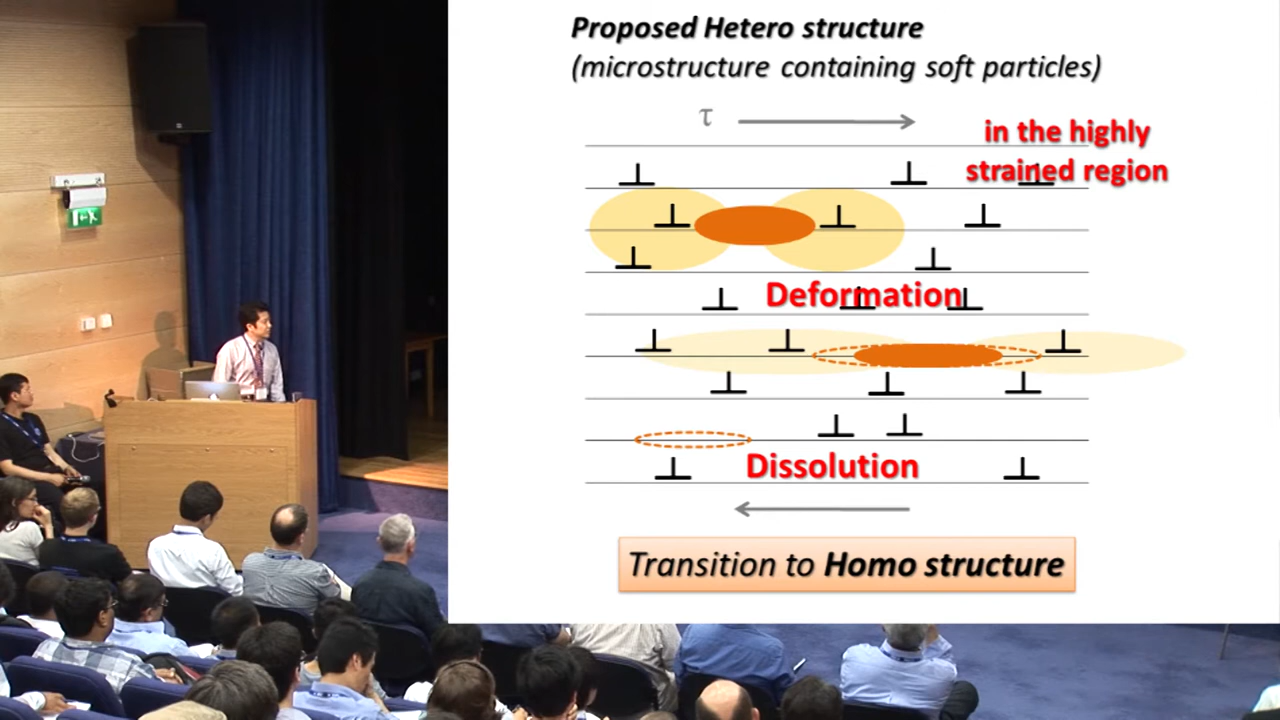 Proposed Hetero structure
(microstructure containing soft particles)
τ
in the highly
strained region
Deformation
Dissolution
Transition to Homo structure